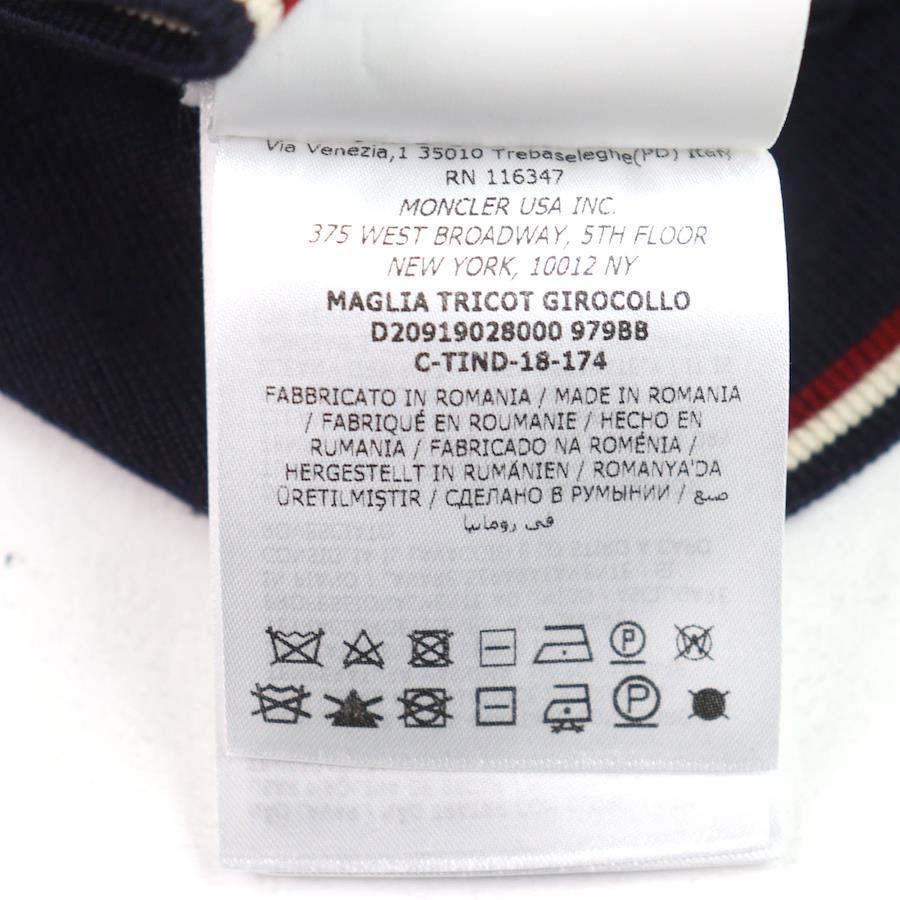 Via Venezia,1 35010 Trebaseleghe(PD) Italy
RN 116347
MONCLER USA INC.
375 WEST BROADWAY, 5TH FLOOR
NEW YORK, 10012 NY
MAGLIA TRICOT GIROCOLLO
D20919028000 979BB
C-TIND-18-174
FABBRICATO IN ROMANIA / MADE IN ROMANIA
/ FABRIQUÉ EN ROUMANIE / HECHO EN
RUMANIA / FABRICADO NA ROMÉNIA /
HERGESTELLT IN RUMÄNIEN / ROMANYA'DA
ÜRETILMIŞTIR / СДЕЛАНО В РУМЫНИИ / صنع
في رومانيا
P
W
P